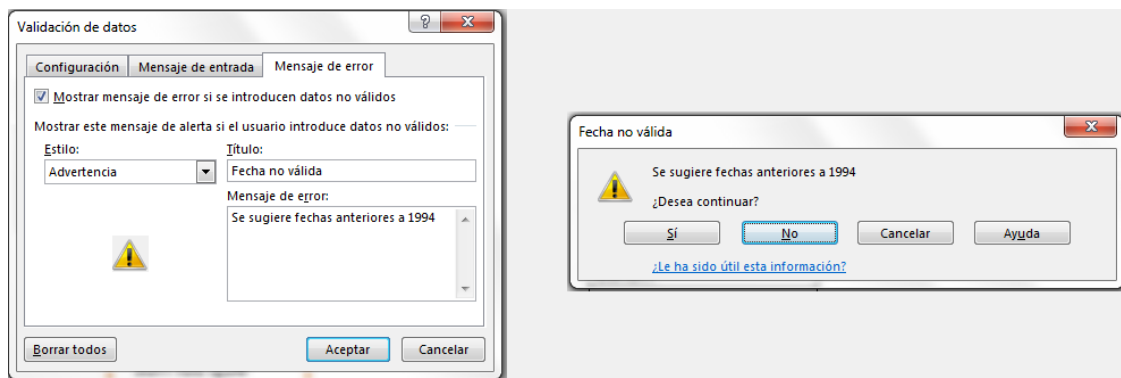 Validación de datos
Configuración
Mensaje de entrada
Mensaje de error
Mostrar mensaje de error si se introducen datos no válidos
Mostrar este mensaje de alerta si el usuario introduce datos no válidos:
Estilo:
Título:
Advertencia
Fecha no válida
Mensaje de error:
Se sugiere fechas anteriores a 1994
Borrar todos
Aceptar
Cancelar
Fecha no válida
Se sugiere fechas anteriores a 1994
¿Desea continuar?
Sí
No
Cancelar
Ayuda
¿Le ha sido útil esta información?